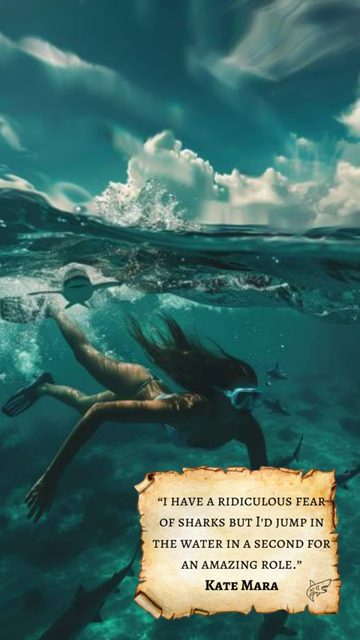 “I have a ridiculous fear
of sharks but I'd jump in
the water in a second for
an amazing role.”
Kate Mara